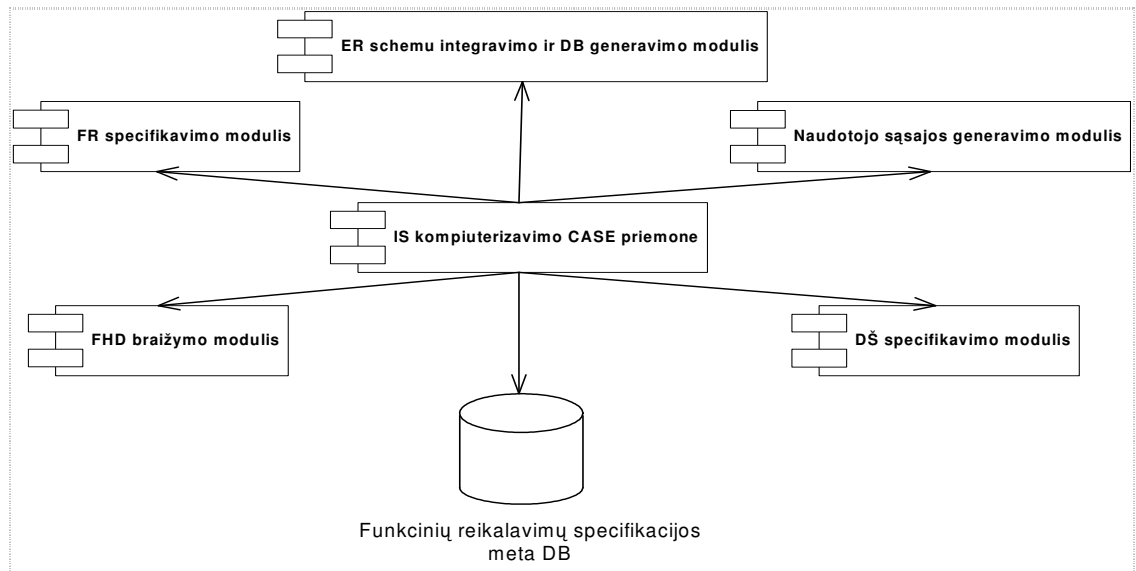 ER schemu integravimo ir DB generavimo modulis
FR specifikavimo modulis
Naudotojo sąsajos generavimo modulis
IS kompiuterizavimo CASE priemone
FHD braižymo modulis
DŠ specifikavimo modulis
Funkcinių reikalavimų specifikacijos
meta DB